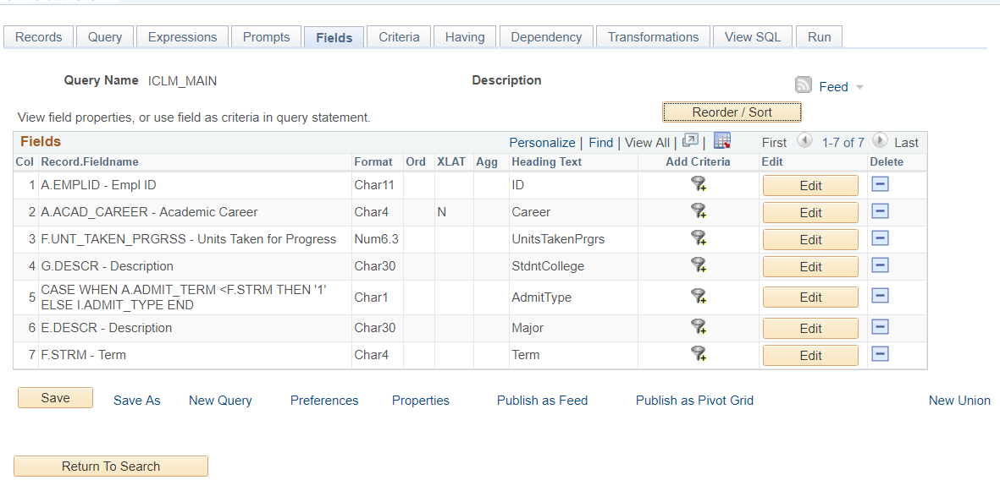 Records Query Expressions Prompts Fields Criteria Having Dependency Transformations View SQL Run
Query Name ICLM_MAIN Description Feed
View field properties, or use field as criteria in query statement. Reorder / Sort
Fields Personalize | Find | View All | | First 1-7 of 7 Last
Col Record.Fieldname Format Ord XLAT Agg Heading Text Add Criteria Edit Delete
1 A.EMPLID - Empl ID Char11 ID Edit
2 A.ACAD_CAREER - Academic Career Char4 N Career Edit
3 F.UNT_TAKEN_PRGRSS - Units Taken for Progress Num6.3 UnitsTakenPrgrs Edit
4 G.DESCR - Description Char30 StdntCollege Edit
5 CASE WHEN A.ADMIT_TERM <F.STRM THEN '1'
ELSE I.ADMIT_TYPE END Char1 AdmitType Edit
6 E.DESCR - Description Char30 Major Edit
7 F.STRM - Term Char4 Term Edit
Save Save As New Query Preferences Properties Publish as Feed Publish as Pivot Grid New Union
Return To Search